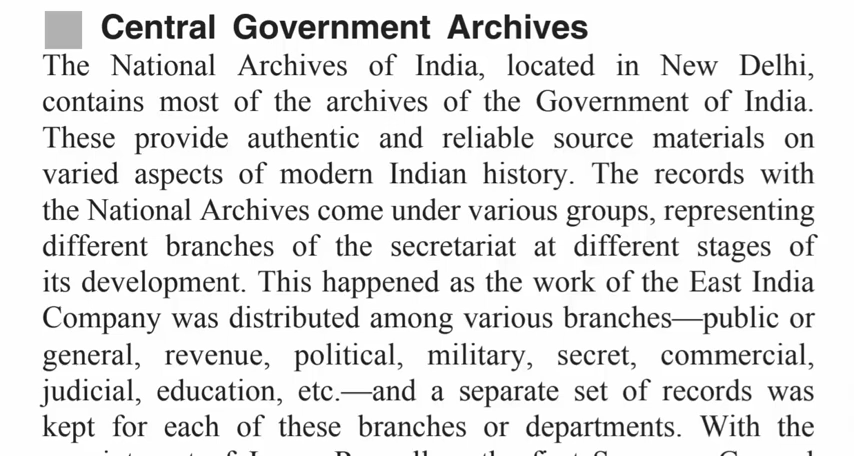 Central Government Archives
The National Archives of India, located in New Delhi,
contains most of the archives of the Government of India.
These provide authentic and reliable source materials on
varied aspects of modern Indian history. The records with
the National Archives come under various groups, representing
different branches of the secretariat at different stages of
its development. This happened as the work of the East India
Company was distributed among various branches—public or
general, revenue, political, military, secret, commercial,
judicial, education, etc.—and a separate set of records was
kept for each of these branches or departments. With the